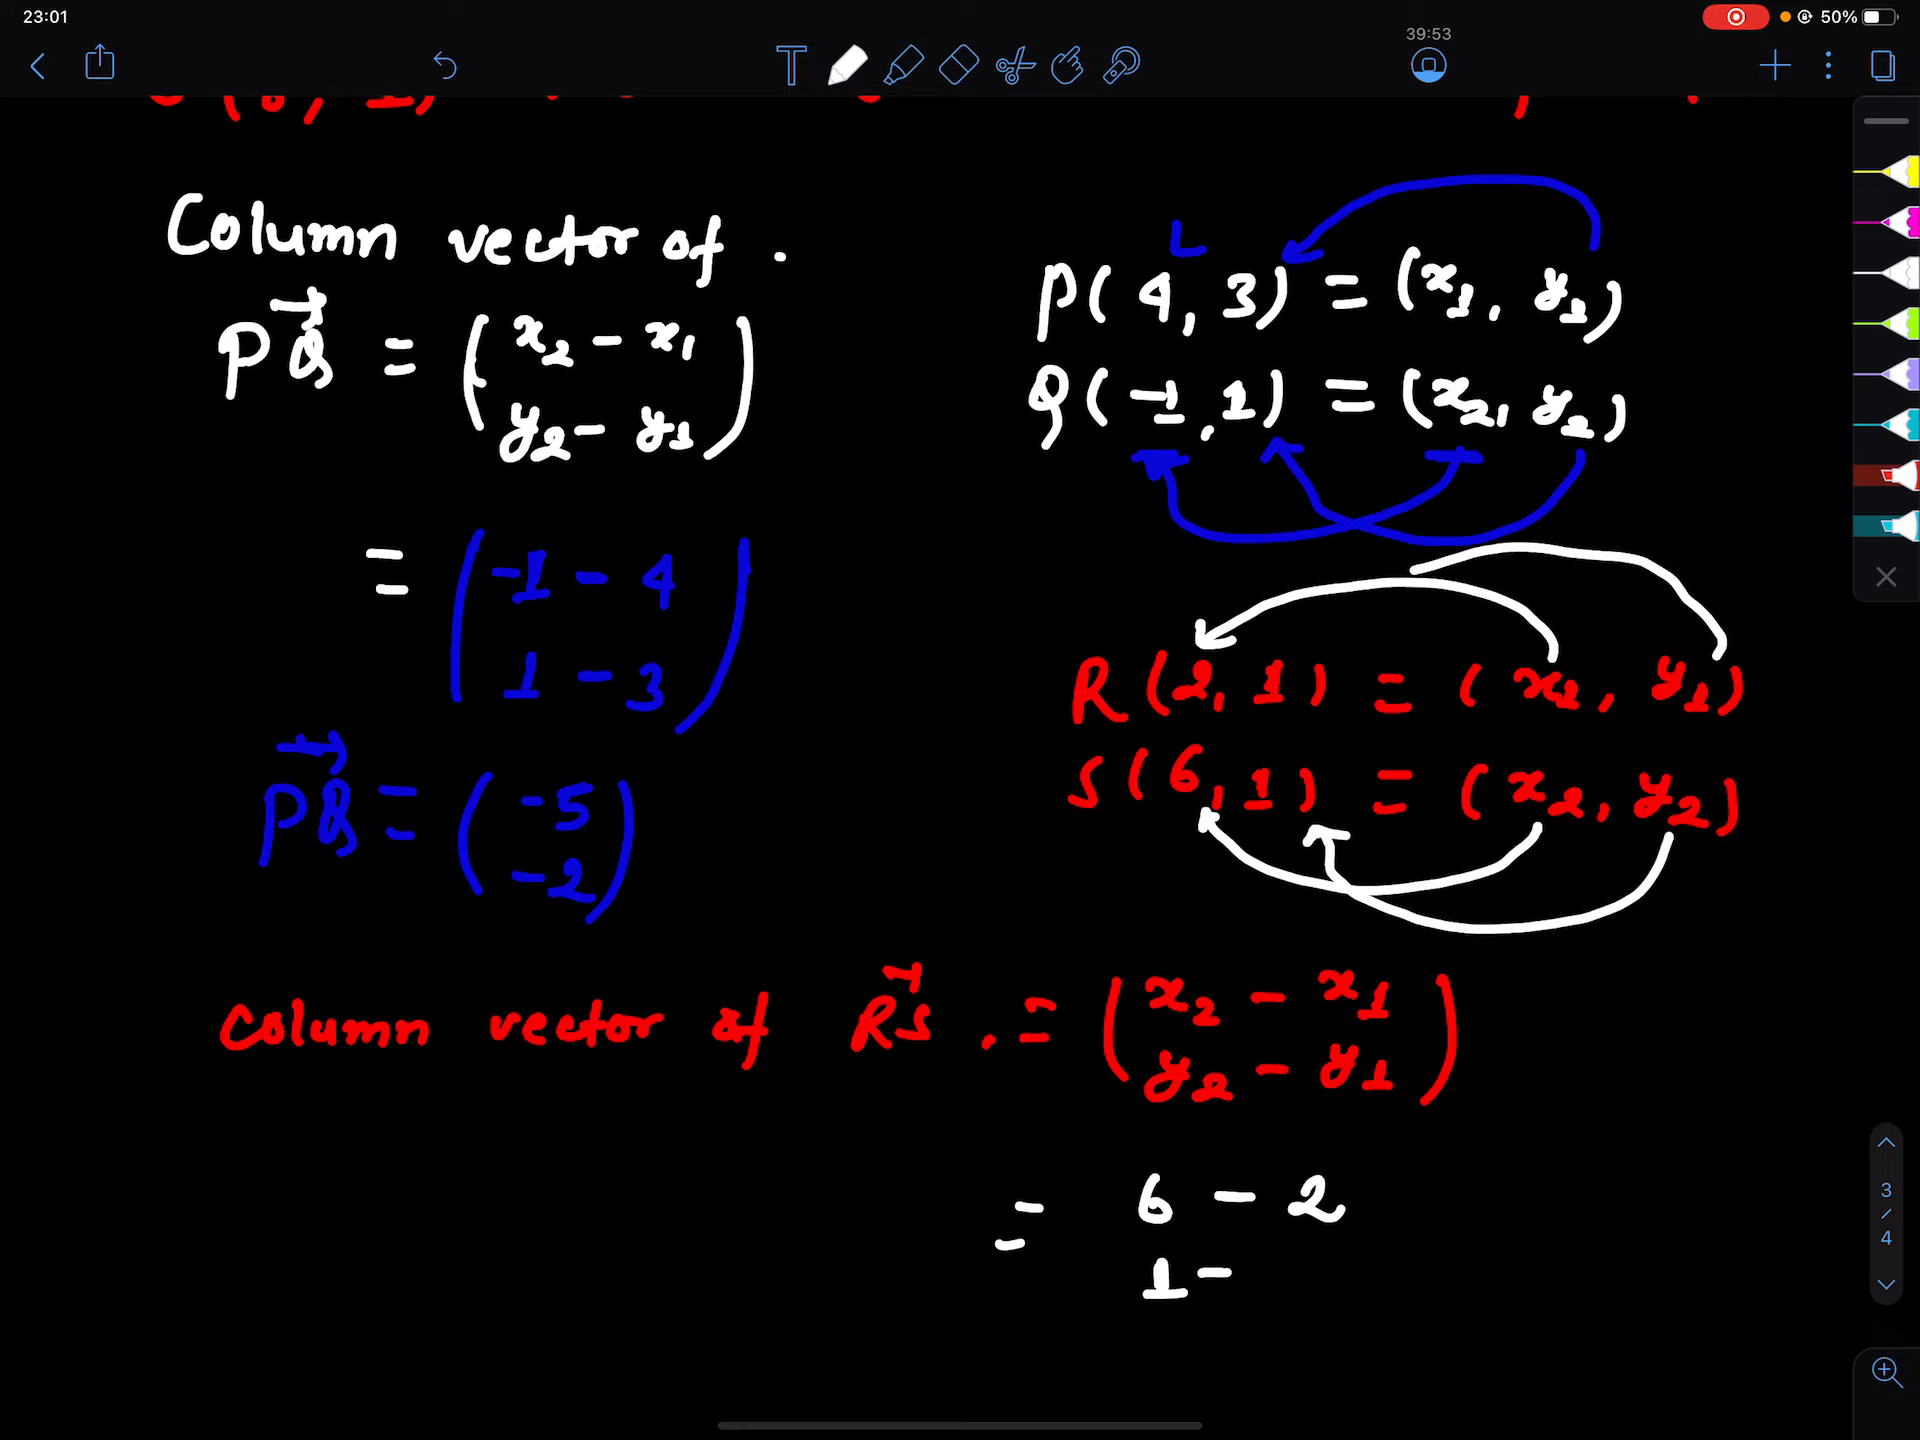 23:01
50%
39:53
Column vector of .
P(4, 3) = (x₁, y₁)
PQ⃗ = (x₂ - x₁
y₂ - y₁)
Q(-1, 1) = (x₂, y₂)
= (-1 - 4
1 - 3)
R(2, 1) = (x₁, y₁)
S(6, 1) = (x₂, y₂)
PQ⃗ = (-5
-2)
Column vector of RS⃗ . = (x₂ - x₁
y₂ - y₁)
= 6 - 2
1 -
3
/
4